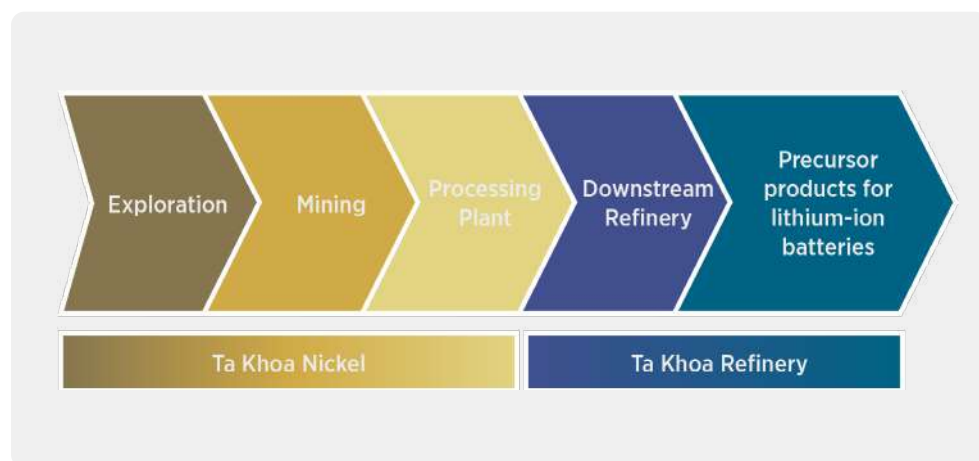 Exploration
Mining
Processing
Plant
Downstream
Refinery
Precursor
products for
lithium-ion
batteries
Ta Khoa Nickel
Ta Khoa Refinery